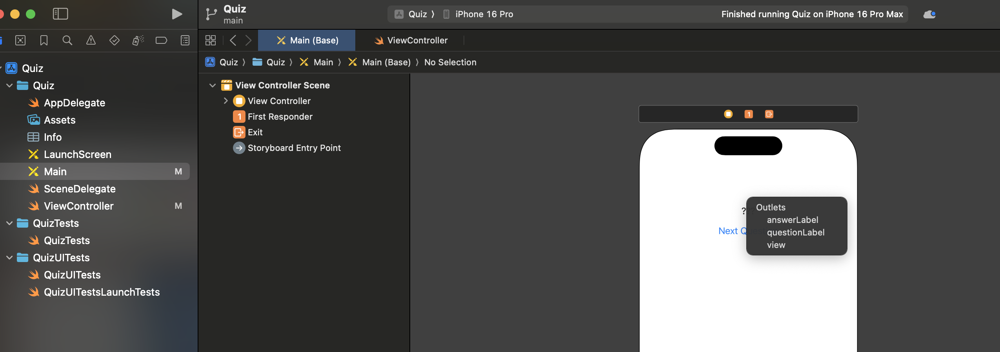 Quiz
main
Quiz 〉 iPhone 16 Pro
Finished running Quiz on iPhone 16 Pro Max
Main (Base)
ViewController
Quiz 〉 Quiz 〉 Main 〉 Main (Base) 〉 No Selection
Quiz
Quiz
AppDelegate
Assets
Info
LaunchScreen
Main M
SceneDelegate
ViewController M
QuizTests
QuizTests
QuizUITests
QuizUITests
QuizUITestsLaunchTests
View Controller Scene
View Controller
1 First Responder
Exit
Storyboard Entry Point
1
???
Next Quest
Outlets
answerLabel
questionLabel
view